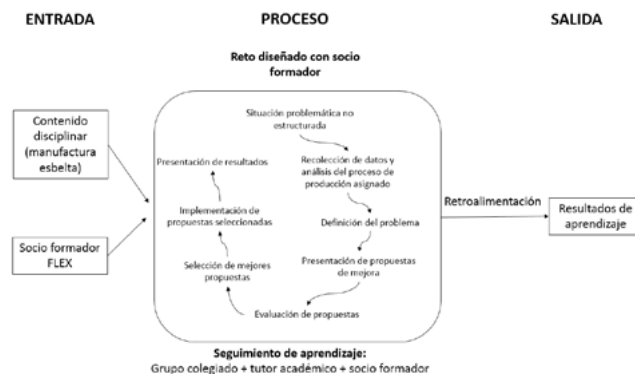 ENTRADA
PROCESO
SALIDA
Reto diseñado con socio
formador
Contenido
disciplinar
(manufactura
esbelta)
Socio formador
FLEX
Situación problemática no
estructurada
Recolección de datos y
análisis del proceso de
producción asignado
Definición del problema
Presentación de propuestas
de mejora
Evaluación de propuestas
Selección de mejores
propuestas
Implementación de
propuestas seleccionadas
Presentación de resultados
Retroalimentación
Resultados de
aprendizaje
Seguimiento de aprendizaje:
Grupo colegiado + tutor académico + socio formador